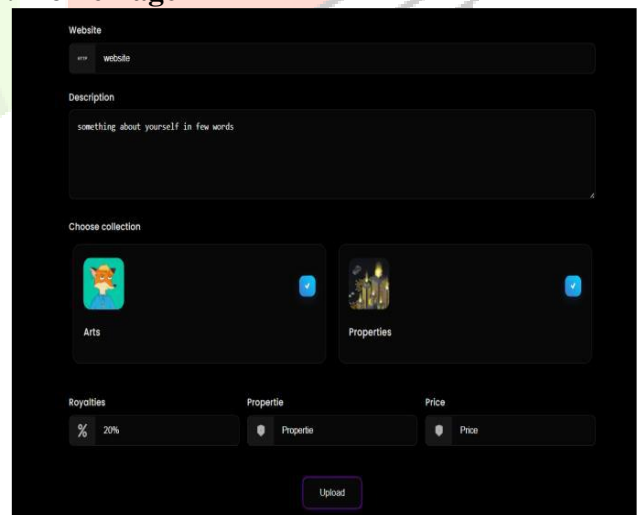 Website
HTTP website
Description
something about yourself in few words
Choose collection
Arts Properties
Royalties Propertie Price
% 20% Propertie Price
Upload